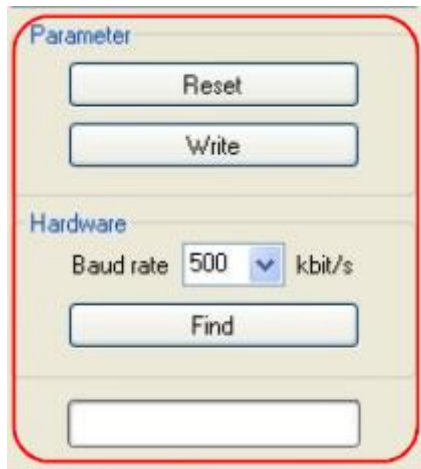 Parameter
Reset
Write
Hardware
Baud rate 500 kbit/s
Find